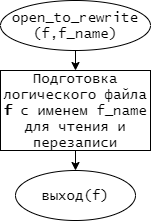 open_to_rewrite
(f,f_name)
Подготовка
логического файла
f с именем f_name
для чтения и
перезаписи
выход(f)